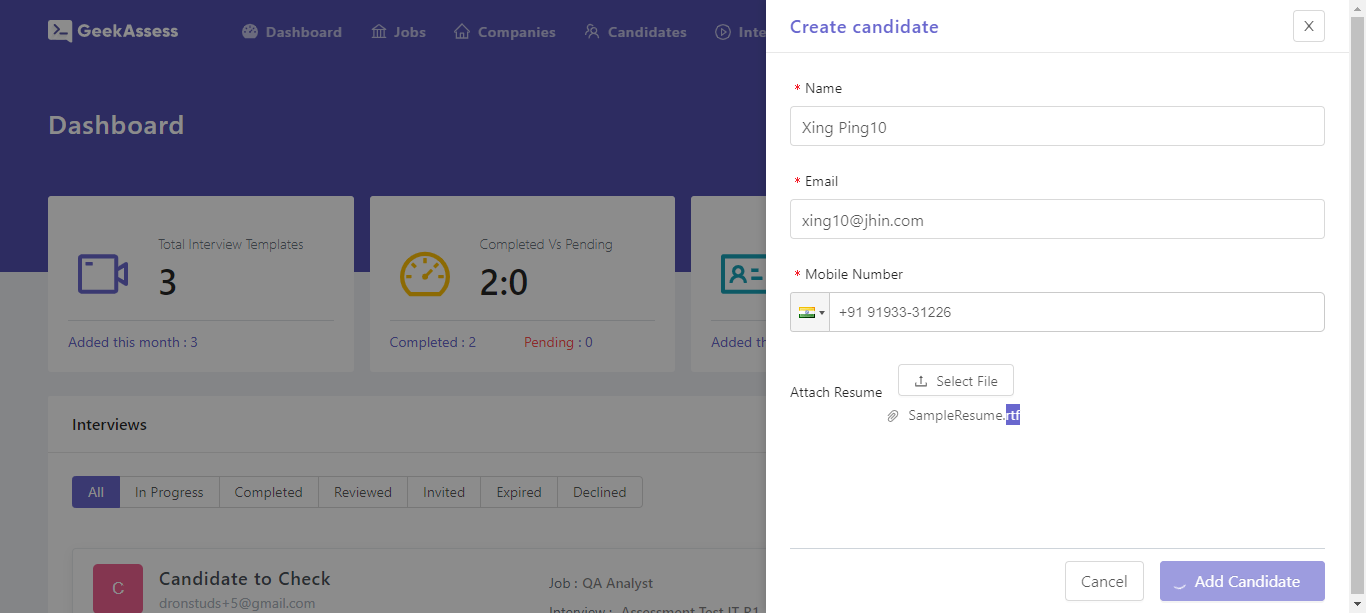 GeekAssess
Dashboard
Jobs
Companies
Candidates
Inte
Dashboard
Total Interview Templates
3
Added this month : 3
Completed Vs Pending
2:0
Completed : 2
Pending : 0
Added th
Interviews
All
In Progress
Completed
Reviewed
Invited
Expired
Declined
C
Candidate to Check
dronstuds+5@gmail.com
Job : QA Analyst
Interview : Assessment Test IT R1
Create candidate
X
* Name
Xing Ping10
* Email
xing10@jhin.com
* Mobile Number
+91 91933-31226
Attach Resume
Select File
SampleResume.rtf
Cancel
Add Candidate